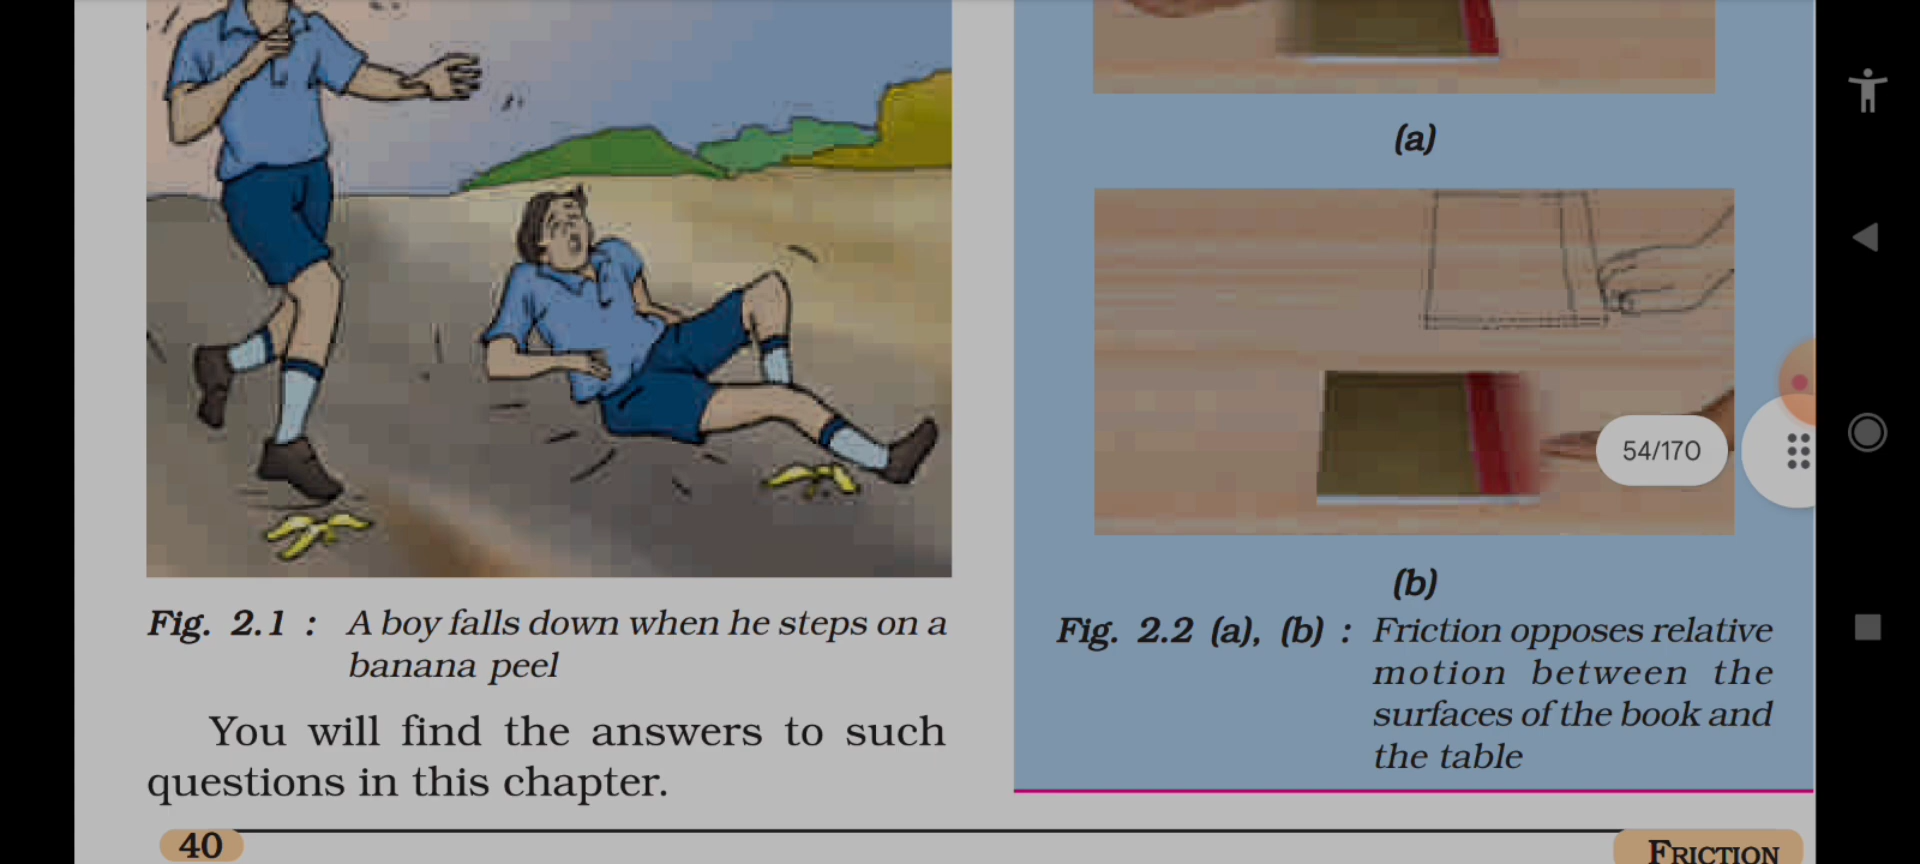 Fig. 2.1 : A boy falls down when he steps on a
banana peel
You will find the answers to such
questions in this chapter.
40
(a)
(b)
Fig. 2.2 (a), (b) : Friction opposes relative
motion between the
surfaces of the book and
the table
FRICTION
54/170